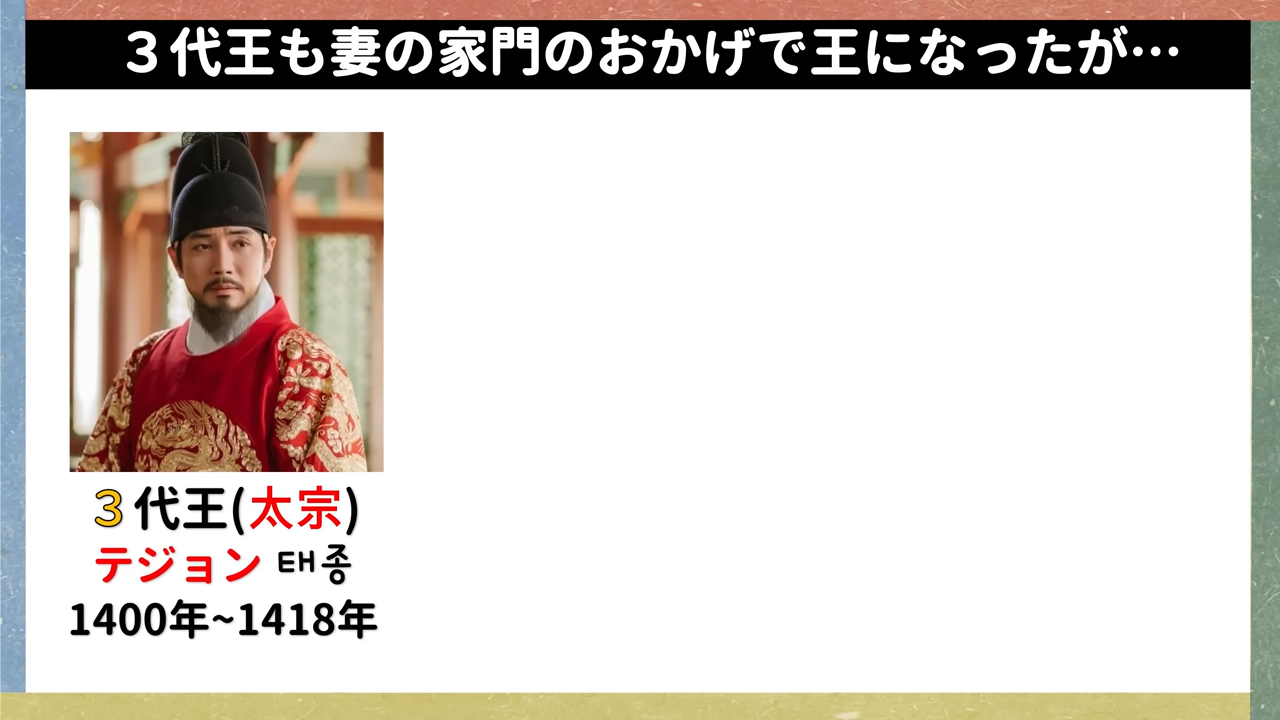 ３代王も妻の家門のおかげで王になったが…
３代王(太宗)
テジョン 태종
1400年~1418年